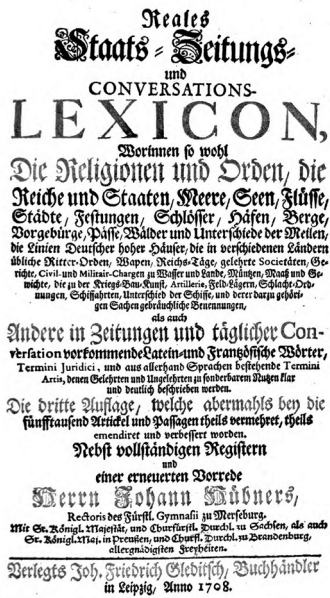 Reales
Staats- Zeitungs-
und
CONVERSATIONS-
LEXICON,
Worinnen so wohl
Die Religionen und Orden, die
Reiche und Staaten, Meere, Seen, Flüsse,
Städte, Festungen, Schlösser, Häfen, Berge,
Vorgebürge, Pässe, Wälder und Unterschiede der Meilen,
die Linien Deutscher hoher Häuser, die in verschiedenen Ländern
übliche Ritter-Orden, Wapen, Reichs-Täge, gelehrte Societäten, Ge-
richte, Civil- und Militair-Chargen zu Wasser und Lande, Müntzen, Maaß und Ge-
wichte, die zu der Kriegs-Bau-Kunst, Artillerie, Feld-Lägern, Schlacht-Ord-
nungen, Schiffahrten, Unterschied der Schiffe, und derer darzu gehöri-
gen Sachen gebräuchliche Benennungen,
als auch
Andere in Zeitungen und täglicher Con-
versation vorkommende Latein- und Frantzösische Wörter,
Termini Juridici, und aus allerhand Sprachen bestehende Termini
Artis, denen Gelehrten und Ungelehrten zu sonderbarem Nutzen klar
und deutlich beschrieben werden.
Die dritte Auflage, welche abermahls bey die
fünfftausend Artickel und Passagen theils vermehret, theils
emendiret und verbessert worden.
Nebst vollständigen Registern
und
einer erneuerten Vorrede
Herrn Johann Hübners,
Rectoris des Fürstl. Gymnasii zu Merseburg.
Mit Sr. Königl. Majestät, und Churfürstl. Durchl. zu Sachsen, als auch
Sr. Königl. Maj. in Preußen, und Churfl. Durchl. zu Brandenburg,
allergnädigsten Freyheiten.
Verlegts Joh. Friedrich Gleditsch, Buchhändler
in Leipzig, Anno 1708.